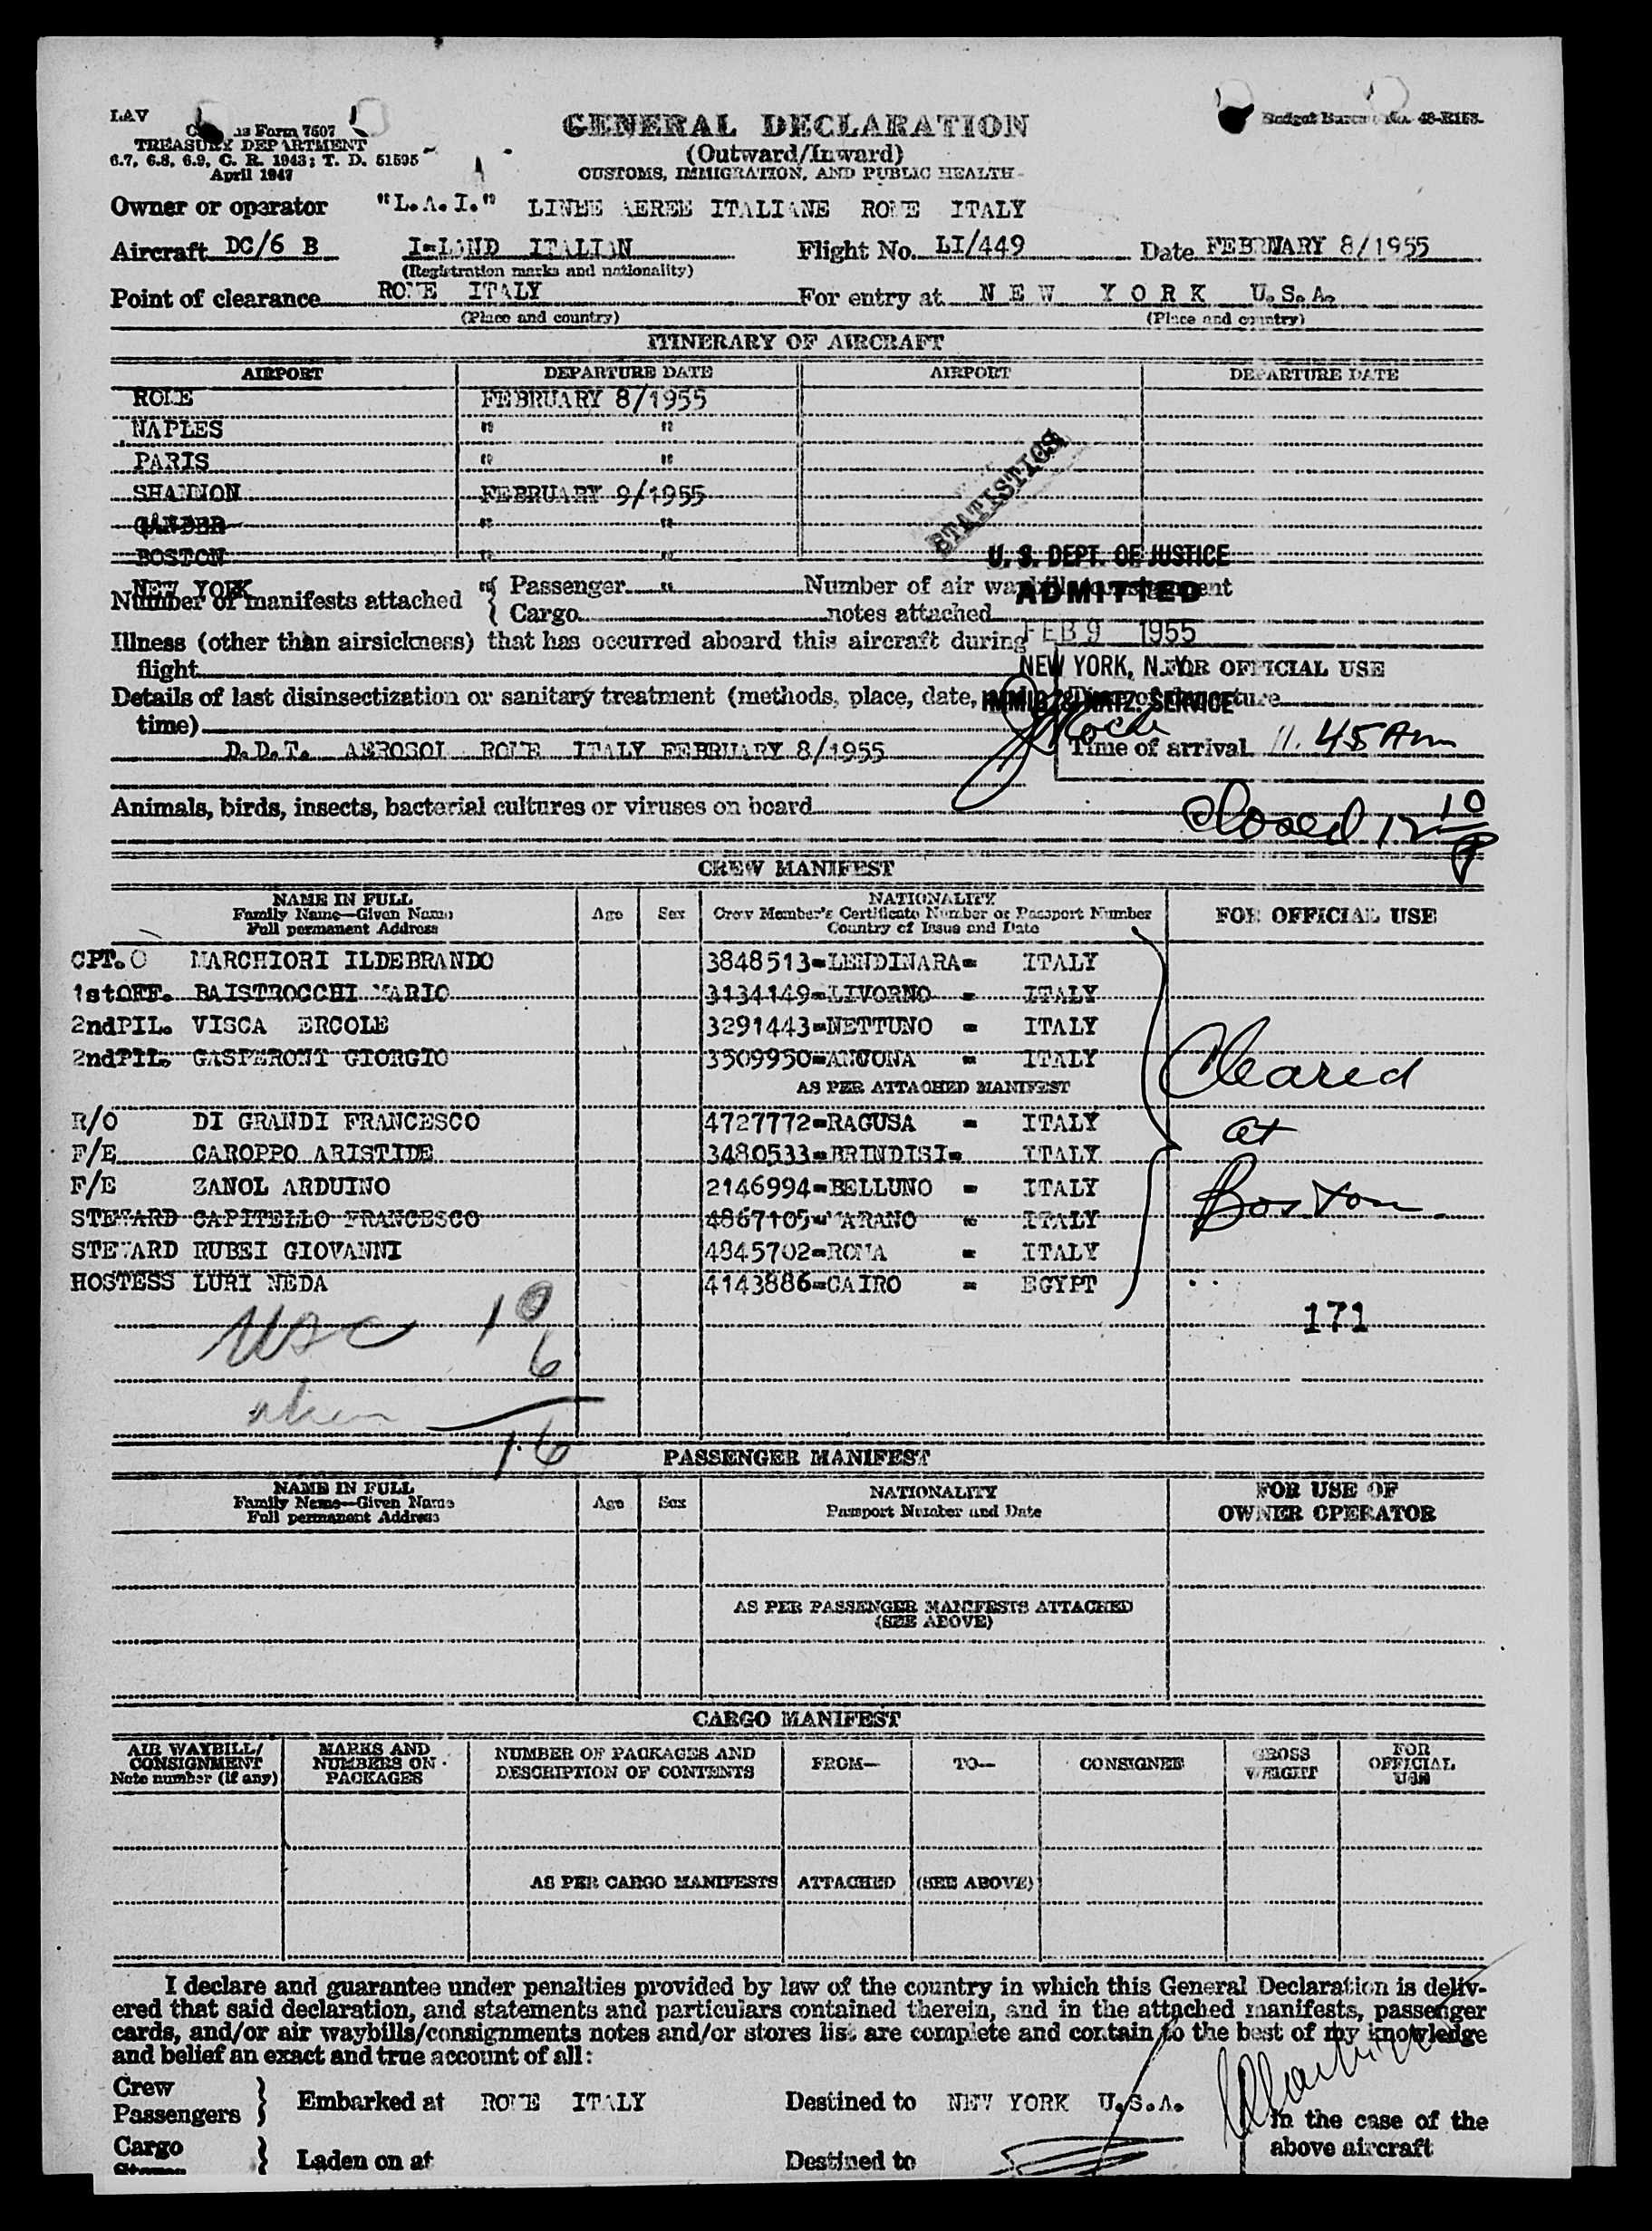 LAV
Form 7507
TREASURY DEPARTMENT
6.7, 6.8, 6.9, C. R. 1943; T. D. 51595
April 1947
GENERAL DECLARATION
(Outward/Inward)
CUSTOMS, IMMIGRATION, AND PUBLIC HEALTH
Budget Bureau No. 48-R153
Owner or operator "L.A.I." LINEE AEREE ITALIANE ROME ITALY
Aircraft DC/6 B I-LAND ITALIAN Flight No. LI/449 Date FEBRUARY 8/1955
(Registration marks and nationality)
Point of clearance ROME ITALY For entry at NEW YORK U.S.A.
(Place and country) (Place and country)
ITINERARY OF AIRCRAFT
AIRPORT DEPARTURE DATE AIRPORT DEPARTURE DATE
ROME FEBRUARY 8/1955
NAPLES " "
PARIS " "
SHANNON FEBRUARY 9/1955
GANDER " "
BOSTON " "
NEW YORK " "
STATISTICS
U. S. DEPT. OF JUSTICE
ADMITTED
FEB 9 1955
NEW YORK, N.Y.
IMMIG. & NATZ. SERVICE
Number of manifests attached { Passenger Number of air waybills/consignment
Cargo notes attached
Illness (other than airsickness) that has occurred aboard this aircraft during
flight FOR OFFICIAL USE
Details of last disinsectization or sanitary treatment (methods, place, date, Time of departure
time)
D.D.T. AEROSOL ROME ITALY FEBRUARY 8/1955 Time of arrival 11.45 Am
Animals, birds, insects, bacterial cultures or viruses on board
Closed 12 10/P
CREW MANIFEST
NAME IN FULL Age Sex NATIONALITY FOR OFFICIAL USE
Family Name—Given Name Crew Member's Certificate Number or Passport Number
Full permanent Address Country of Issue and Date
CPT. MARCHIORI ILDEBRANDO 3848513=LENDINARA= ITALY
1stOFF. BAISTROCCHI MARIO 3134149=LIVORNO = ITALY
2ndPIL. VISCA ERCOLE 3291443=NETTUNO = ITALY
2ndPIL. GASPERONI GIORGIO 3509950=ANCONA = ITALY
AS PER ATTACHED MANIFEST
R/O DI GRANDI FRANCESCO 4727772=RAGUSA = ITALY
F/E CAROPPO ARISTIDE 3480533=BRINDISI= ITALY
F/E ZANOL ARDUINO 2146994=BELLUNO = ITALY
STEWARD CAPITELLO FRANCESCO 4867105=MARANO = ITALY
STEWARD RUBEI GIOVANNI 4845702=ROMA = ITALY
HOSTESS LURI NEDA 4143886=CAIRO = EGYPT
Cleared
at
Boston
171
usc 10
6
alien
16
PASSENGER MANIFEST
NAME IN FULL Age Sex NATIONALITY FOR USE OF
Family Name—Given Name Passport Number and Date OWNER OPERATOR
Full permanent Address
AS PER PASSENGER MANIFESTS ATTACHED
(SEE ABOVE)
CARGO MANIFEST
AIR WAYBILL/ MARKS AND NUMBER OF PACKAGES AND FROM— TO— CONSIGNEE GROSS FOR
CONSIGNMENT NUMBERS ON DESCRIPTION OF CONTENTS WEIGHT OFFICIAL
Note number (if any) PACKAGES USE
AS PER CARGO MANIFESTS ATTACHED (SEE ABOVE)
I declare and guarantee under penalties provided by law of the country in which this General Declaration is deliv-
ered that said declaration, and statements and particulars contained therein, and in the attached manifests, passenger
cards, and/or air waybills/consignments notes and/or stores list are complete and contain to the best of my knowledge
and belief an exact and true account of all:
Crew
Passengers } Embarked at ROME ITALY Destined to NEW YORK U.S.A. In the case of the
Cargo above aircraft
Stores } Laden on at Destined to